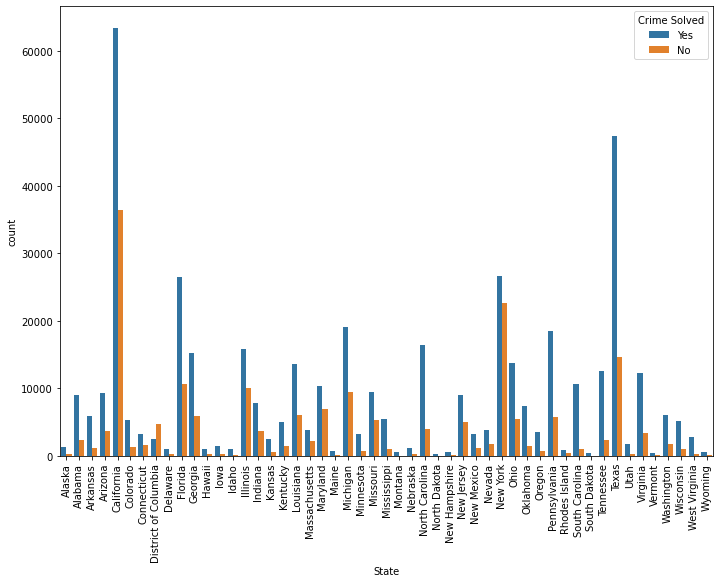 Crime Solved
Yes
No
60000
50000
40000
30000
20000
10000
0
count
Alaska
Alabama
Arkansas
Arizona
California
Colorado
Connecticut
District of Columbia
Delaware
Florida
Georgia
Hawaii
Iowa
Idaho
Illinois
Indiana
Kansas
Kentucky
Louisiana
Massachusetts
Maryland
Maine
Michigan
Minnesota
Missouri
Mississippi
Montana
Nebraska
North Carolina
North Dakota
New Hampshire
New Jersey
New Mexico
Nevada
New York
Ohio
Oklahoma
Oregon
Pennsylvania
Rhodes Island
South Carolina
South Dakota
Tennessee
Texas
Utah
Virginia
Vermont
Washington
Wisconsin
West Virginia
Wyoming
State